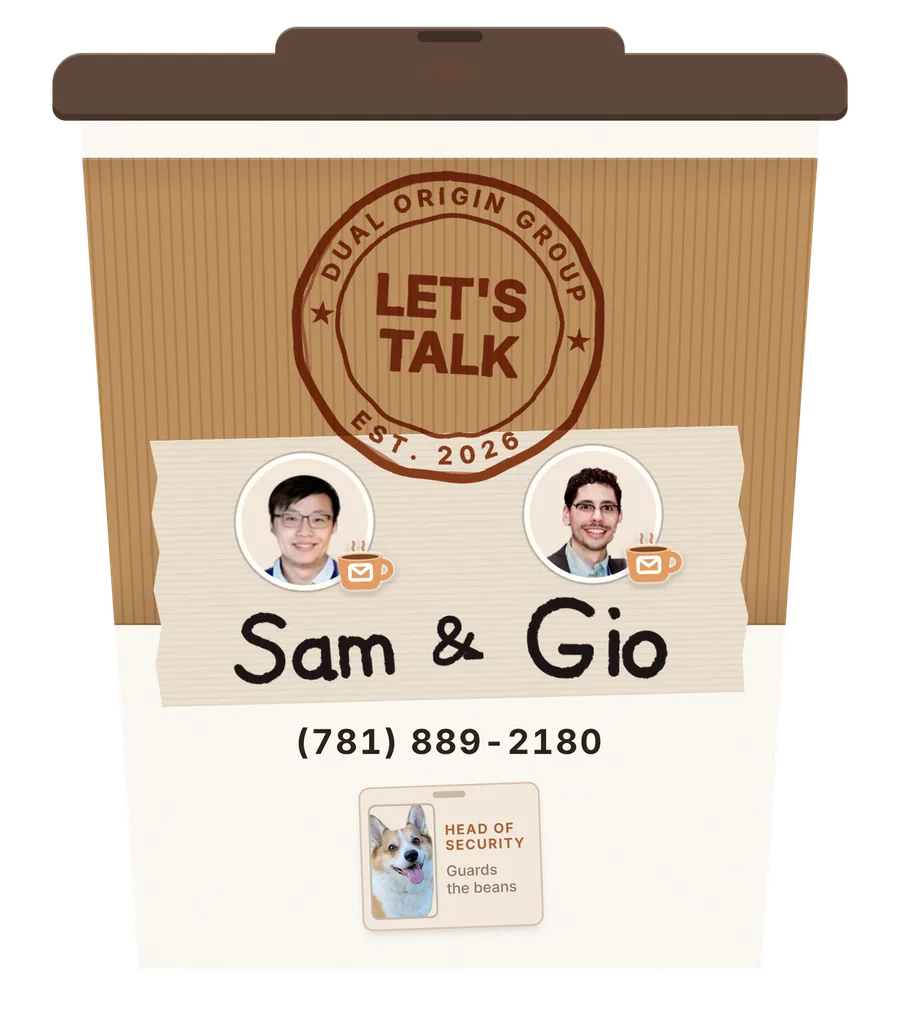 DUAL ORIGIN GROUP
★ LET'S ★
TALK
EST. 2026
Sam & Gio
(781) 889-2180
HEAD OF
SECURITY
Guards
the beans